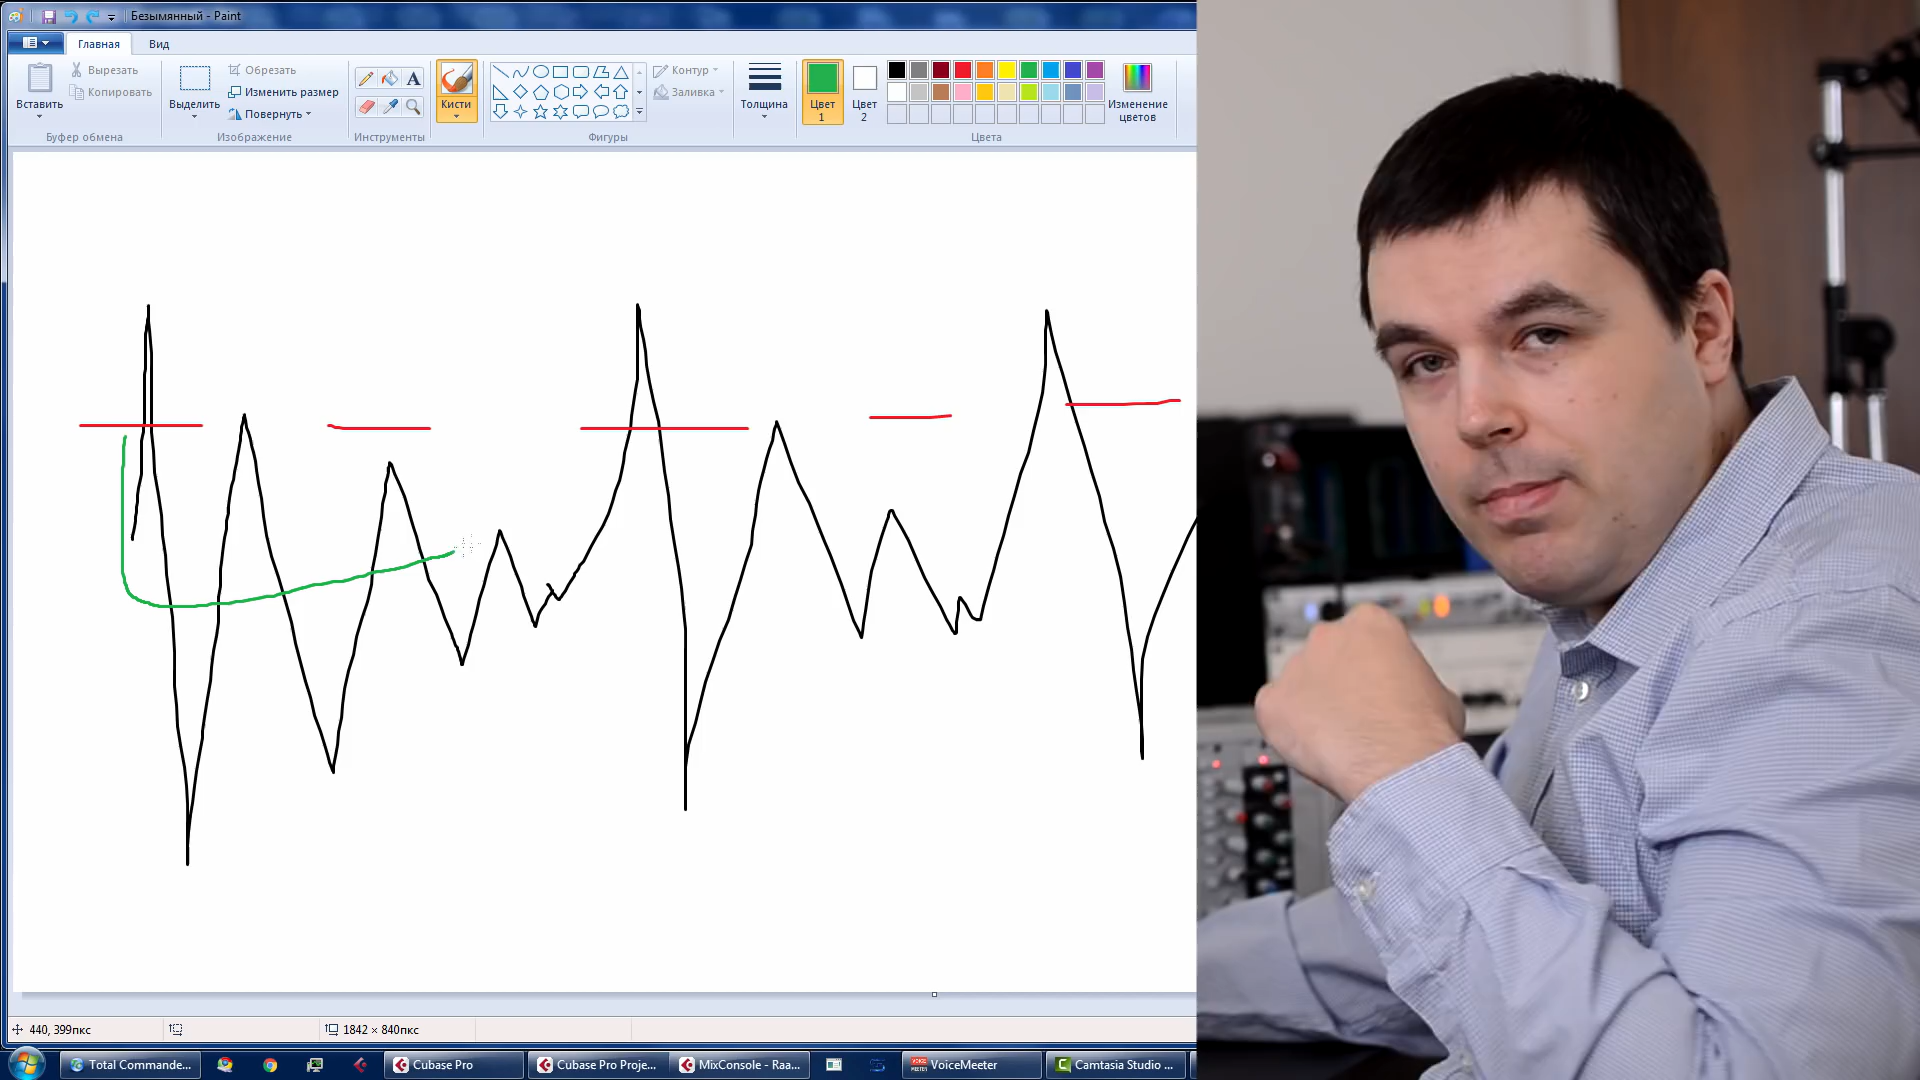 Безымянный - Paint
Главная
Вид
Вставить
Вырезать
Копировать
Буфер обмена
Выделить
Обрезать
Изменить размер
Повернуть
Изображение
A
Инструменты
Кисти
Контур
Заливка
Фигуры
Толщина
Цвет
1
Цвет
2
Изменение
цветов
Цвета
440, 399пкс
1842 × 840пкс
Total Commande...
Cubase Pro
Cubase Pro Proje...
MixConsole - Raa...
VOICE MEETER
VoiceMeeter
Camtasia Studio ...